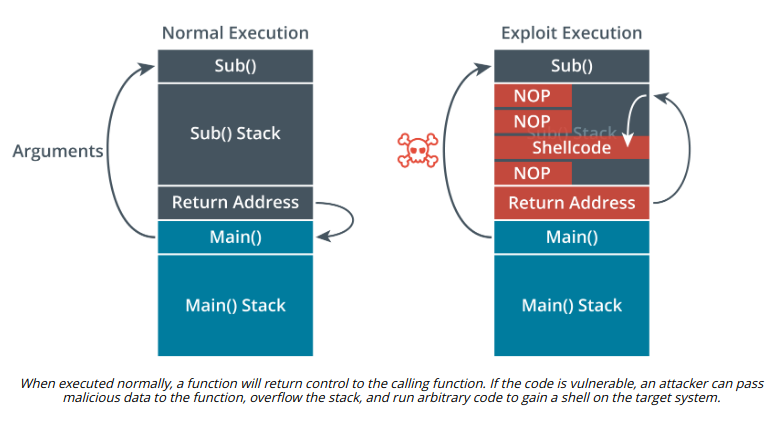 Normal Execution
Sub()
Arguments
Sub() Stack
Return Address
Main()
Main() Stack
Exploit Execution
Sub()
NOP
NOP
Sub() Stack
Shellcode
NOP
Return Address
Main()
Main() Stack
When executed normally, a function will return control to the calling function. If the code is vulnerable, an attacker can pass
malicious data to the function, overflow the stack, and run arbitrary code to gain a shell on the target system.